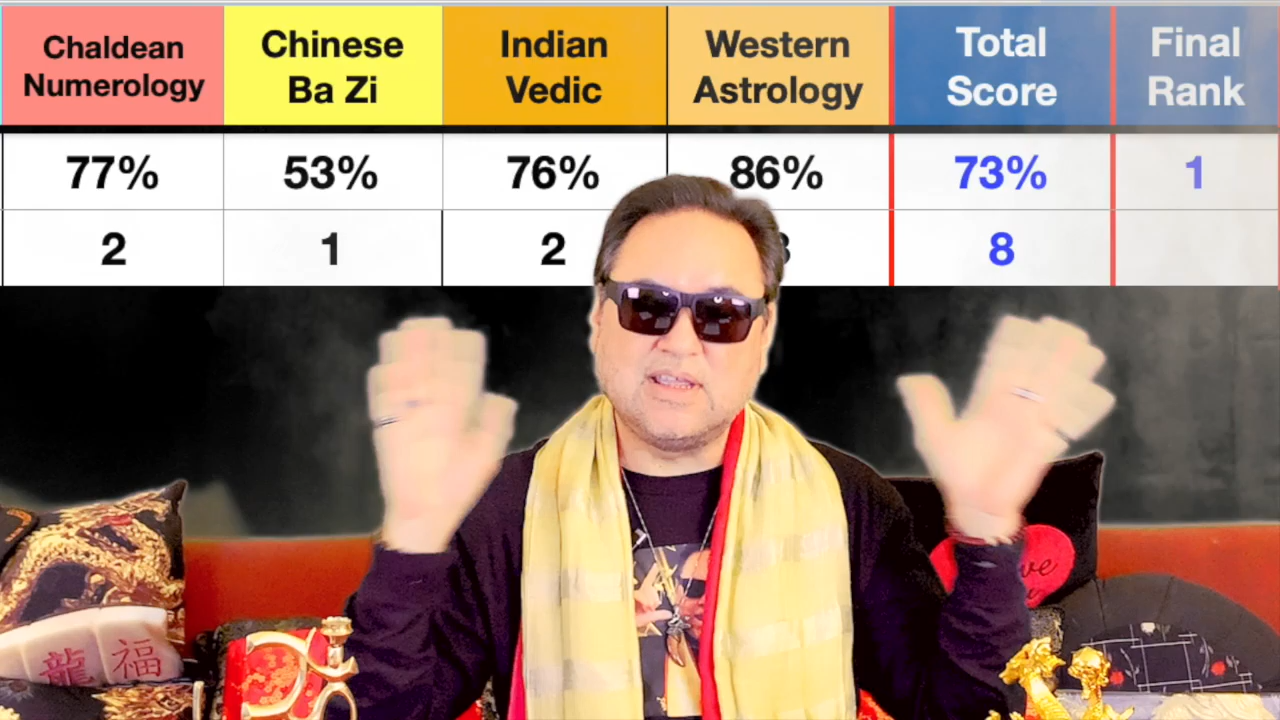 Chaldean Numerology
Chinese Ba Zi
Indian Vedic
Western Astrology
Total Score
Final Rank
77%
53%
76%
86%
73%
1
2
1
2
8
龍 福